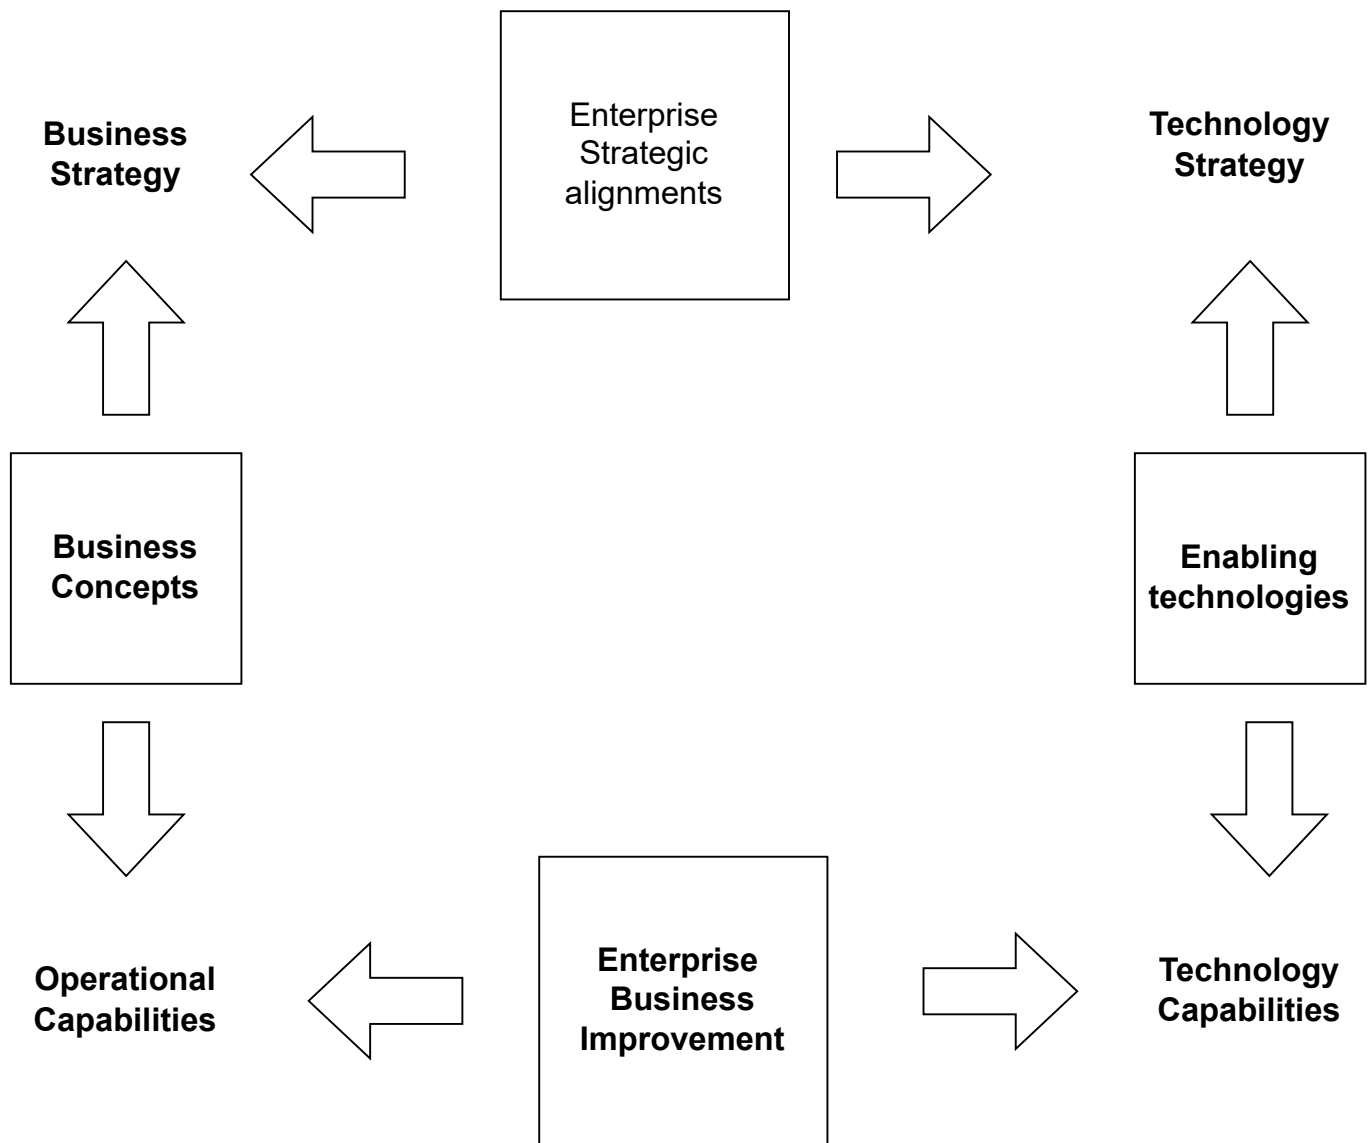 Enterprise
Strategic
alignments
Business
Strategy
Technology
Strategy
Business
Concepts
Enabling
technologies
Operational
Capabilities
Enterprise
Business
Improvement
Technology
Capabilities